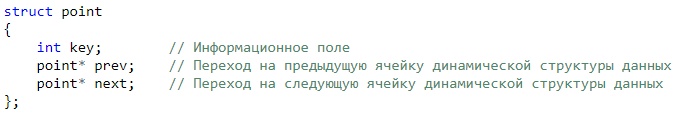 struct point
{
    int key;        // Информационное поле
    point* prev;    // Переход на предыдущую ячейку динамической структуры данных
    point* next;    // Переход на следующую ячейку динамической структуры данных
};